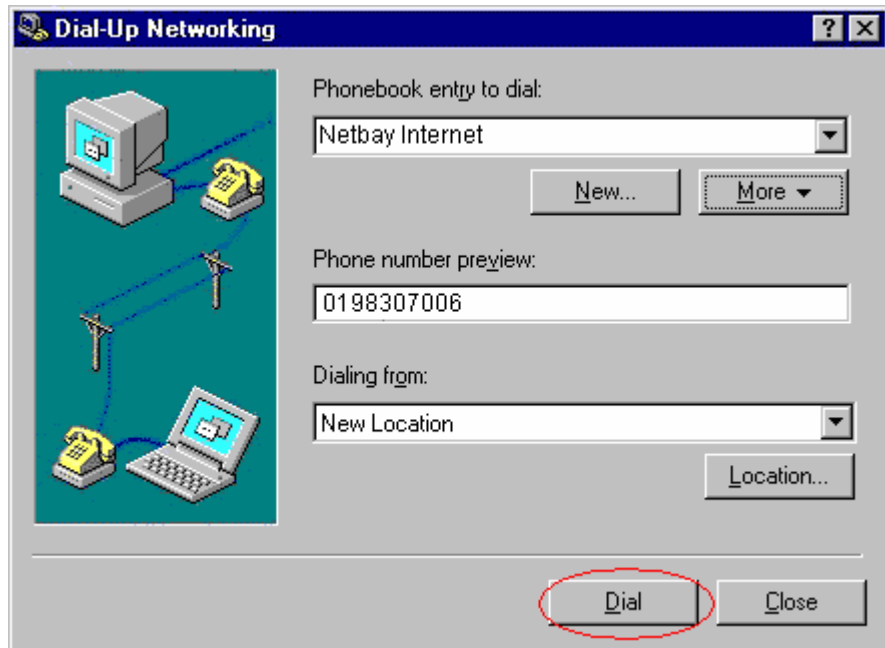 Dial-Up Networking
Phonebook entry to dial:
Netbay Internet
New...
More
Phone number preview:
0198307006
Dialing from:
New Location
Location...
Dial
Close